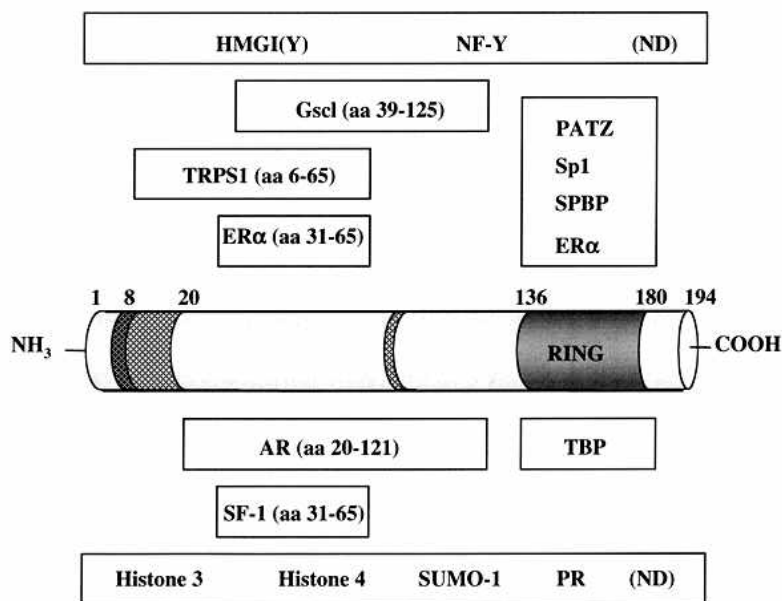 HMGI(Y) NF-Y (ND)
Gscl (aa 39-125)
PATZ
Sp1
SPBP
ERα
TRPS1 (aa 6-65)
ERα (aa 31-65)
1 8 20 136 180 194
NH3 RING COOH
AR (aa 20-121) TBP
SF-1 (aa 31-65)
Histone 3 Histone 4 SUMO-1 PR (ND)